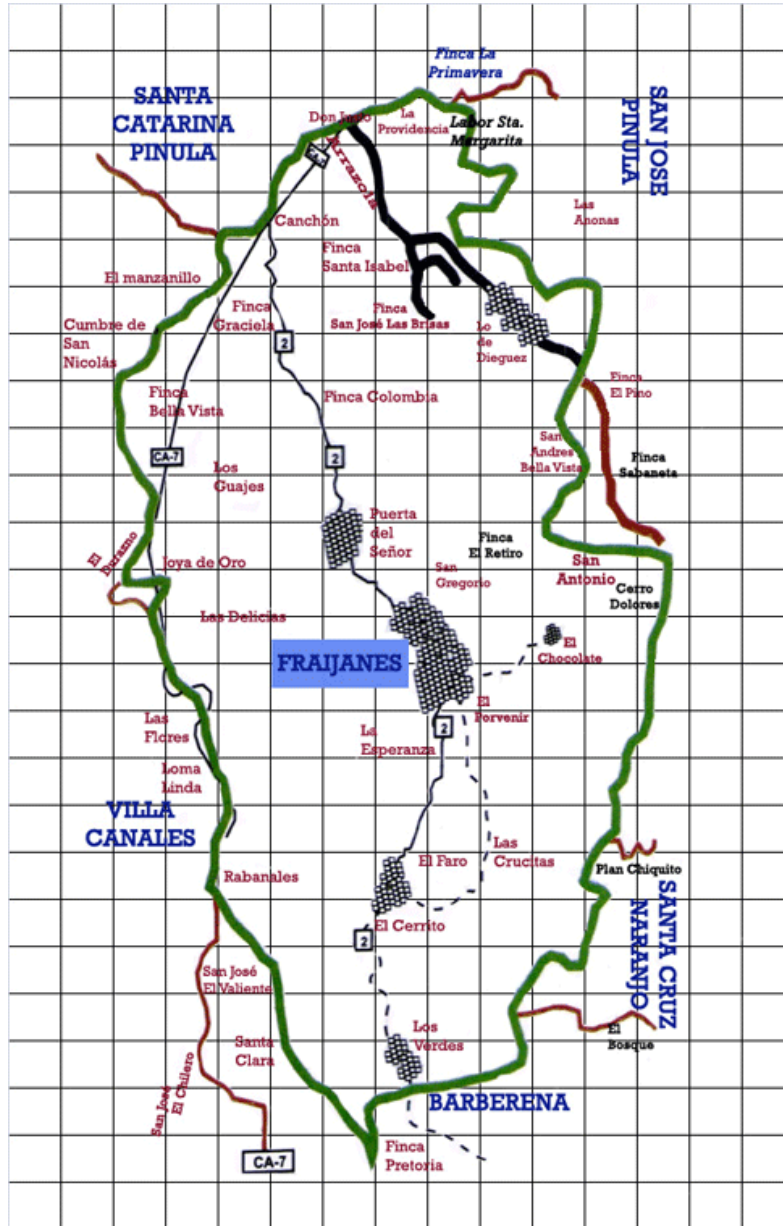 Finca La
Primavera
SANTA
CATARINA
PINULA
SAN JOSE
PINULA
Don Justo
La
Providencia
Labor Sta.
Margarita
CA-7
Arrazola
Las
Anonas
Canchón
Finca
Santa Isabel
El manzanillo
Finca
Graciela
Finca
San José Las Brisas
Lo
de
Dieguez
Cumbre de
San
Nicolás
2
Finca
El Pino
Finca
Bella Vista
Finca Colombia
San
Andres
Bella Vista
CA-7
2
Los
Guajes
Finca
Sabaneta
Puerta
del
Señor
Finca
El Retiro
El
Durazno
Joya de Oro
San
Gregorio
San
Antonio
Cerro
Dolores
Las Delicias
FRAIJANES
El
Chocolate
El
Porvenir
Las
Flores
La
Esperanza
2
Loma
Linda
VILLA
CANALES
Las
Crucitas
El Faro
Rabanales
Plan Chiquito
SANTA CRUZ
NARANJO
El Cerrito
2
San José
El Valiente
Los
Verdes
El
Bosque
Santa
Clara
San José
El Chilero
BARBERENA
CA-7
Finca
Pretoria